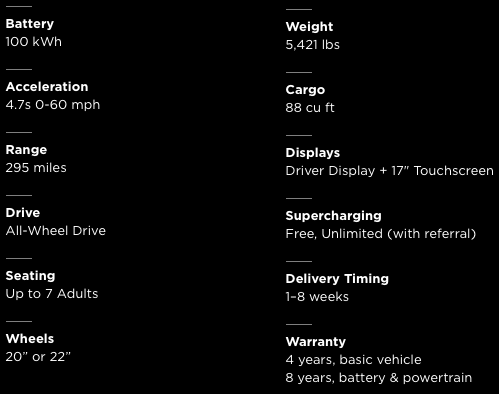 Battery
100 kWh
Acceleration
4.7s 0-60 mph
Range
295 miles
Drive
All-Wheel Drive
Seating
Up to 7 Adults
Wheels
20" or 22"
Weight
5,421 lbs
Cargo
88 cu ft
Displays
Driver Display + 17" Touchscreen
Supercharging
Free, Unlimited (with referral)
Delivery Timing
1–8 weeks
Warranty
4 years, basic vehicle
8 years, battery & powertrain